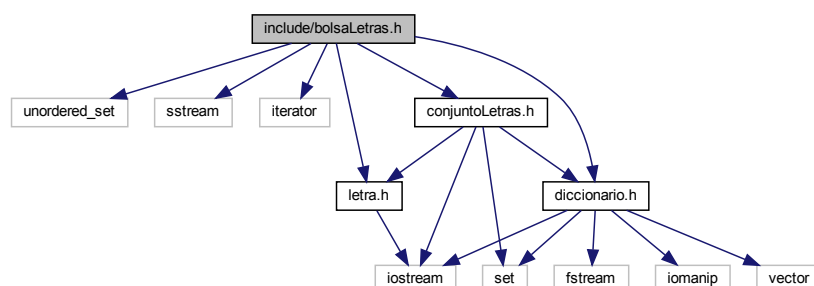 include/bolsaLetras.h
unordered_set sstream iterator conjuntoLetras.h
letra.h diccionario.h
iostream set fstream iomanip vector